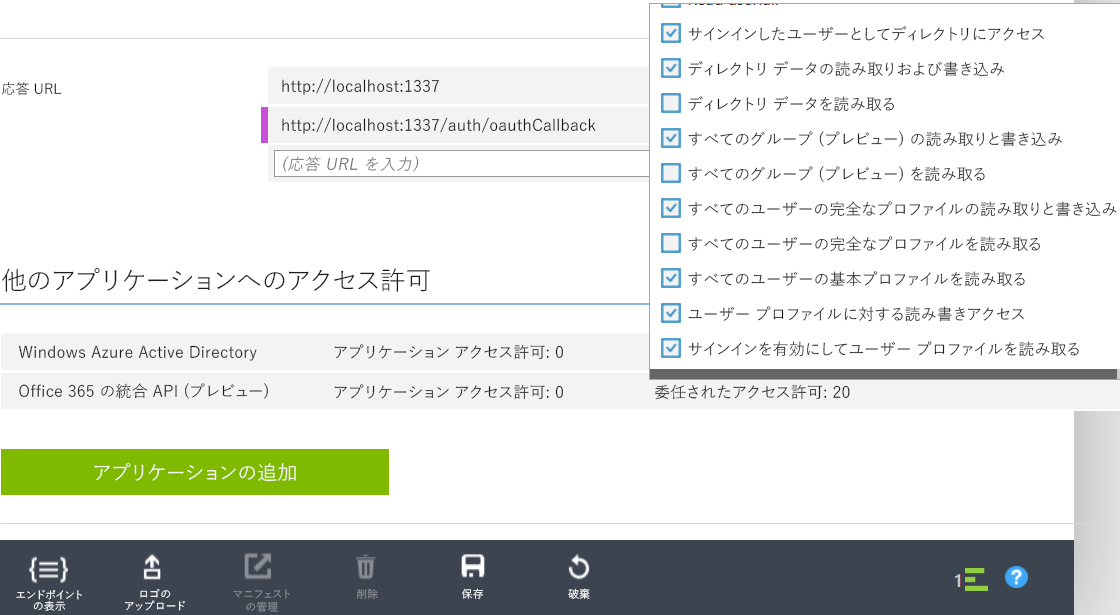 サインインしたユーザーとしてディレクトリにアクセス
ディレクトリ データの読み取りおよび書き込み
ディレクトリ データを読み取る
すべてのグループ (プレビュー) の読み取りと書き込み
すべてのグループ (プレビュー) を読み取る
すべてのユーザーの完全なプロファイルの読み取りと書き込み
すべてのユーザーの完全なプロファイルを読み取る
すべてのユーザーの基本プロファイルを読み取る
ユーザー プロファイルに対する読み書きアクセス
サインインを有効にしてユーザー プロファイルを読み取る
応答 URL
http://localhost:1337
http://localhost:1337/auth/oauthCallback
(応答 URL を入力)
他のアプリケーションへのアクセス許可
Windows Azure Active Directory アプリケーション アクセス許可: 0
Office 365 の統合 API (プレビュー) アプリケーション アクセス許可: 0 委任されたアクセス許可: 20
アプリケーションの追加
エンドポイント
の表示
ロゴの
アップロード
マニフェスト
の管理
削除
保存
破棄
1
?